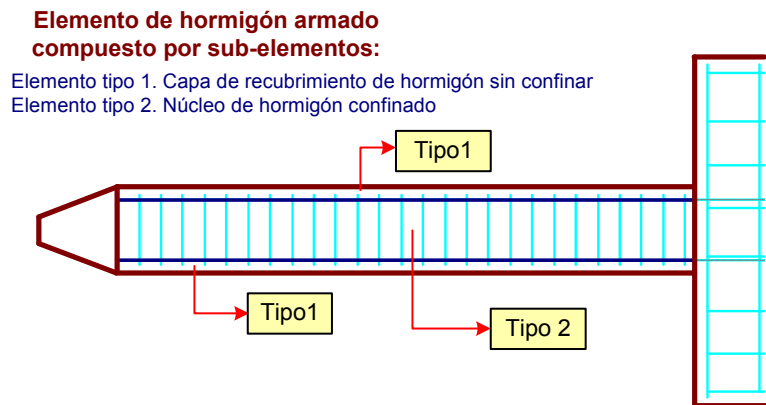 Elemento de hormigón armado
compuesto por sub-elementos:
Elemento tipo 1. Capa de recubrimiento de hormigón sin confinar
Elemento tipo 2. Núcleo de hormigón confinado
Tipo1
Tipo1
Tipo 2